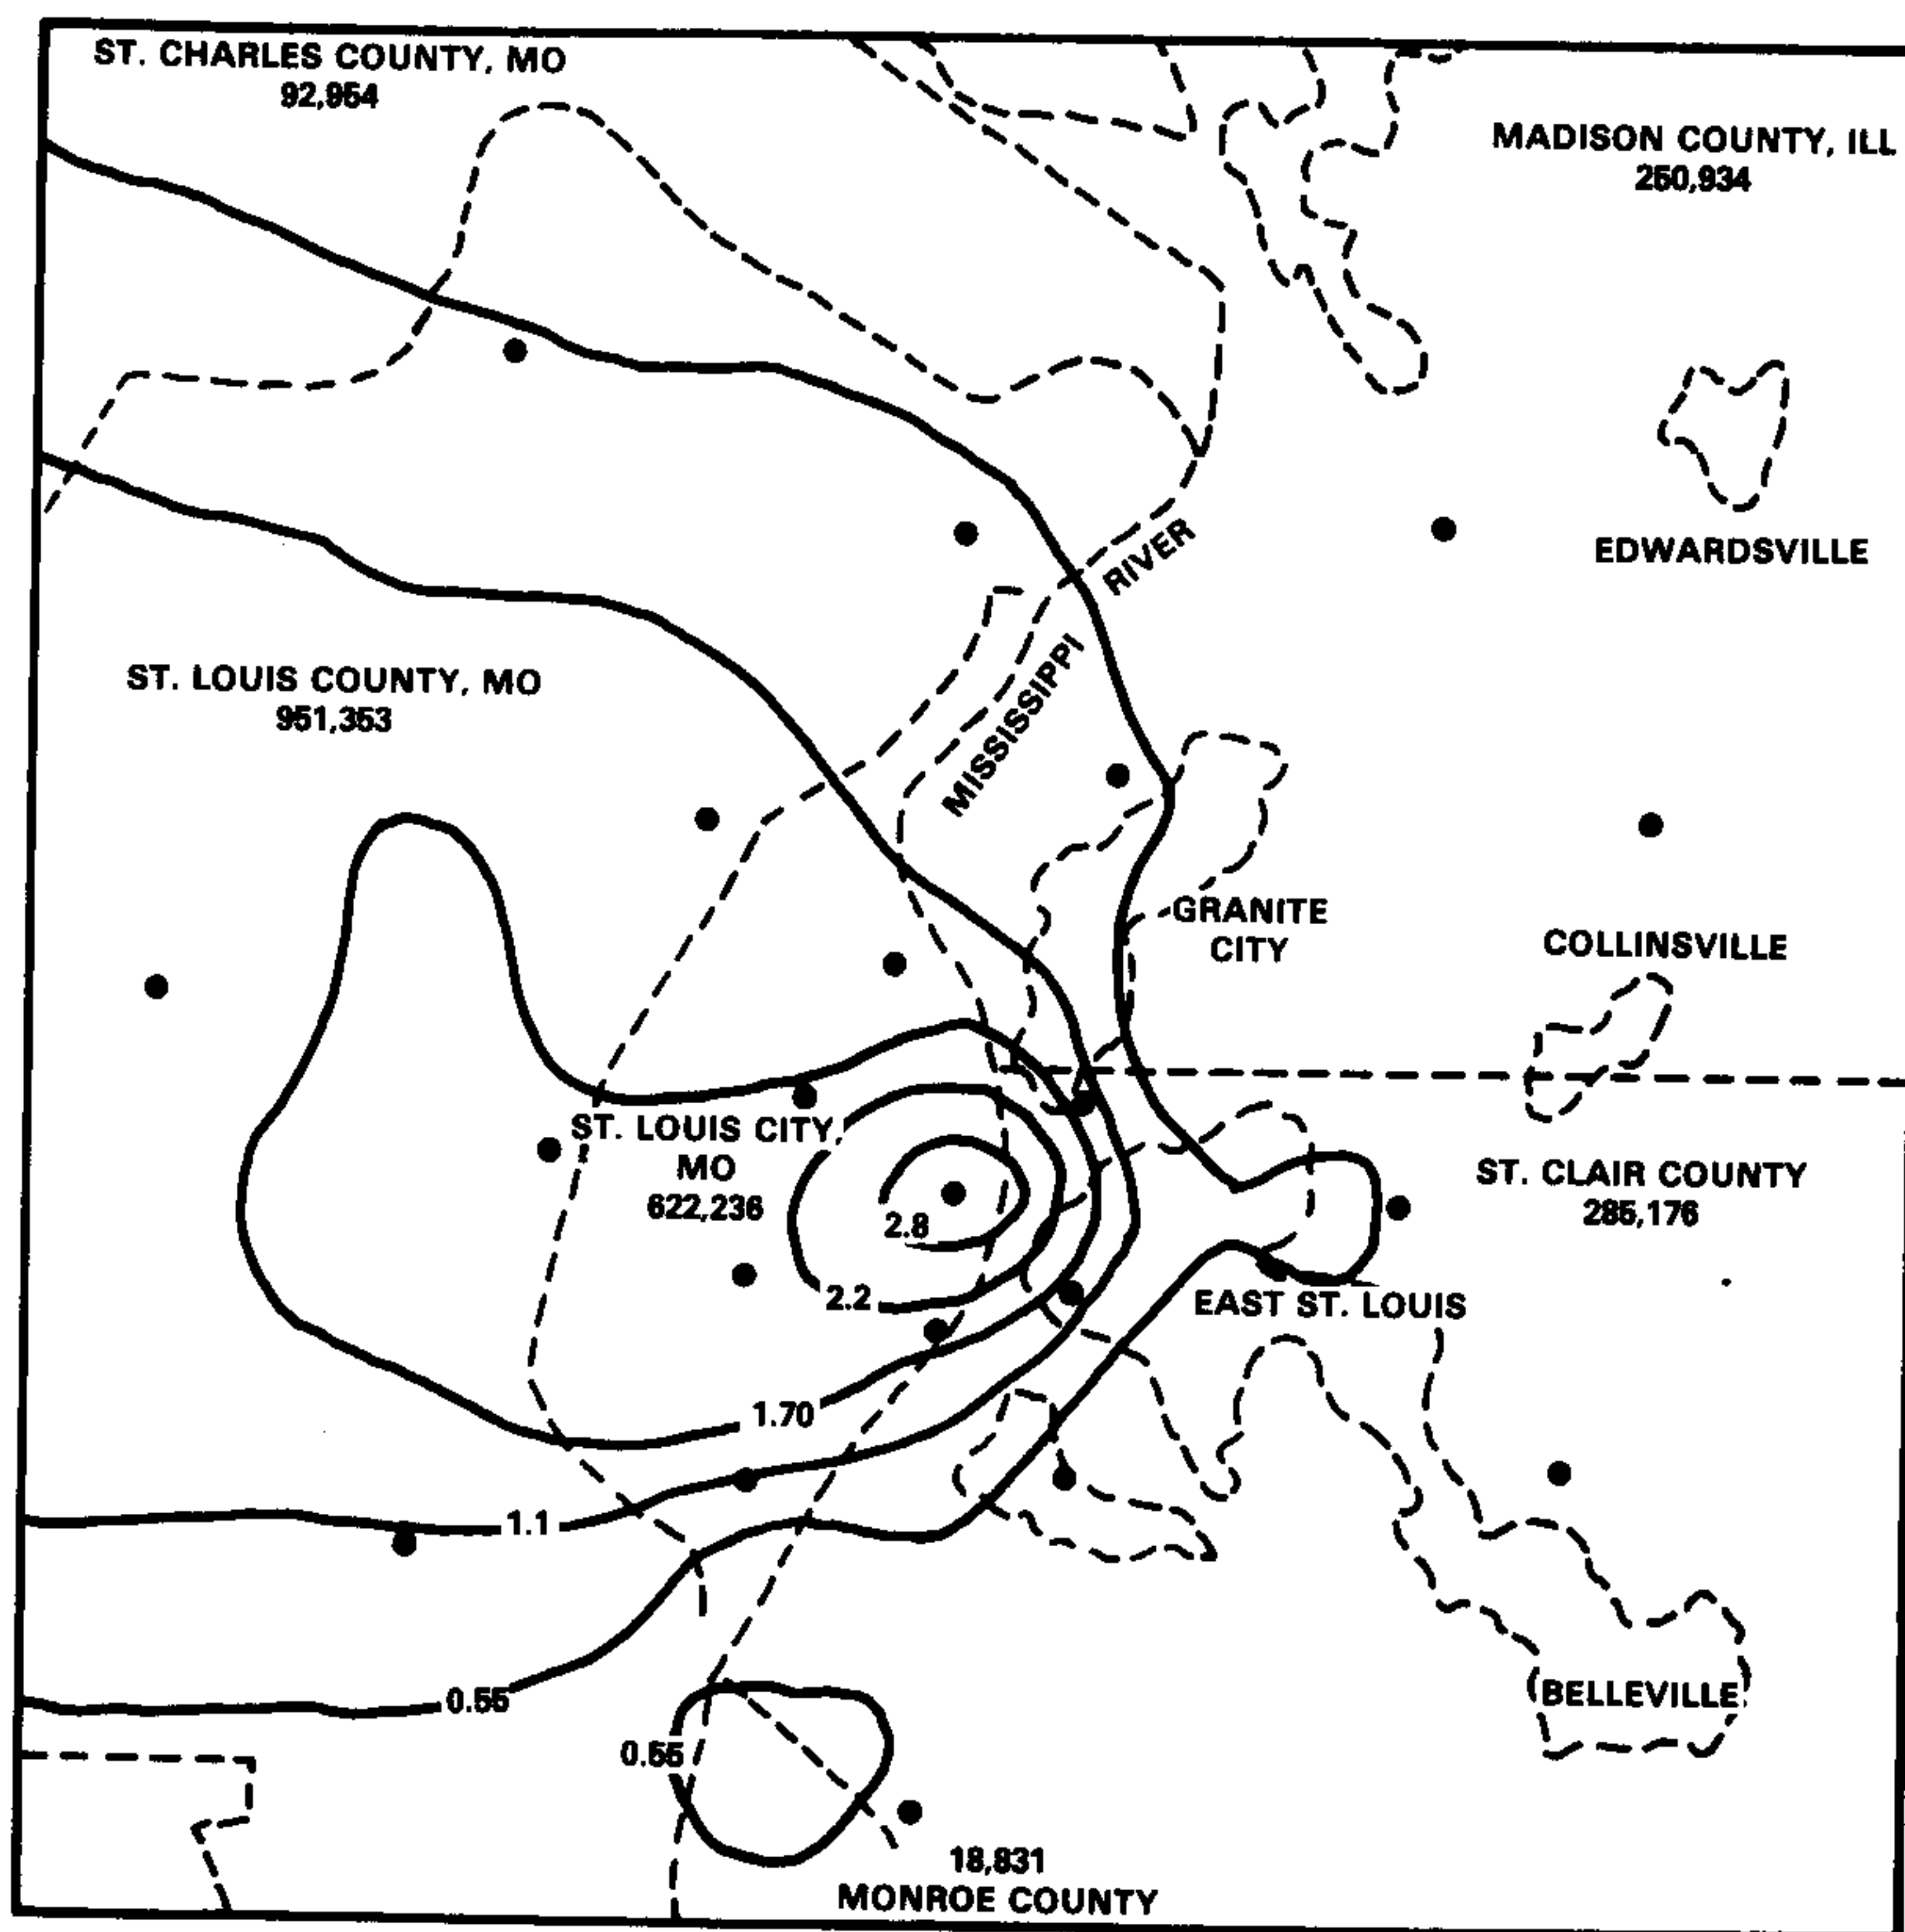 ST. CHARLES COUNTY, MO
92,954
MADISON COUNTY, ILL
250,934
EDWARDSVILLE
RIVER
MISSISSIPPI
ST. LOUIS COUNTY, MO
951,353
GRANITE
CITY
COLLINSVILLE
ST. LOUIS CITY,
MO
622,236
ST. CLAIR COUNTY
285,176
2.8
2.2
EAST ST. LOUIS
1.70
1.1
0.55
BELLEVILLE
0.55
18,831
MONROE COUNTY